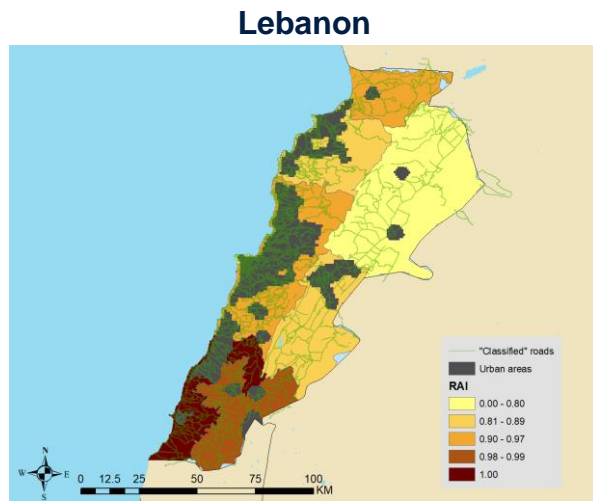 Lebanon
"Classified" roads
Urban areas
RAI
0.00 - 0.80
0.81 - 0.89
0.90 - 0.97
0.98 - 0.99
1.00
N
W E
S
0 12.5 25 50 75 100
KM